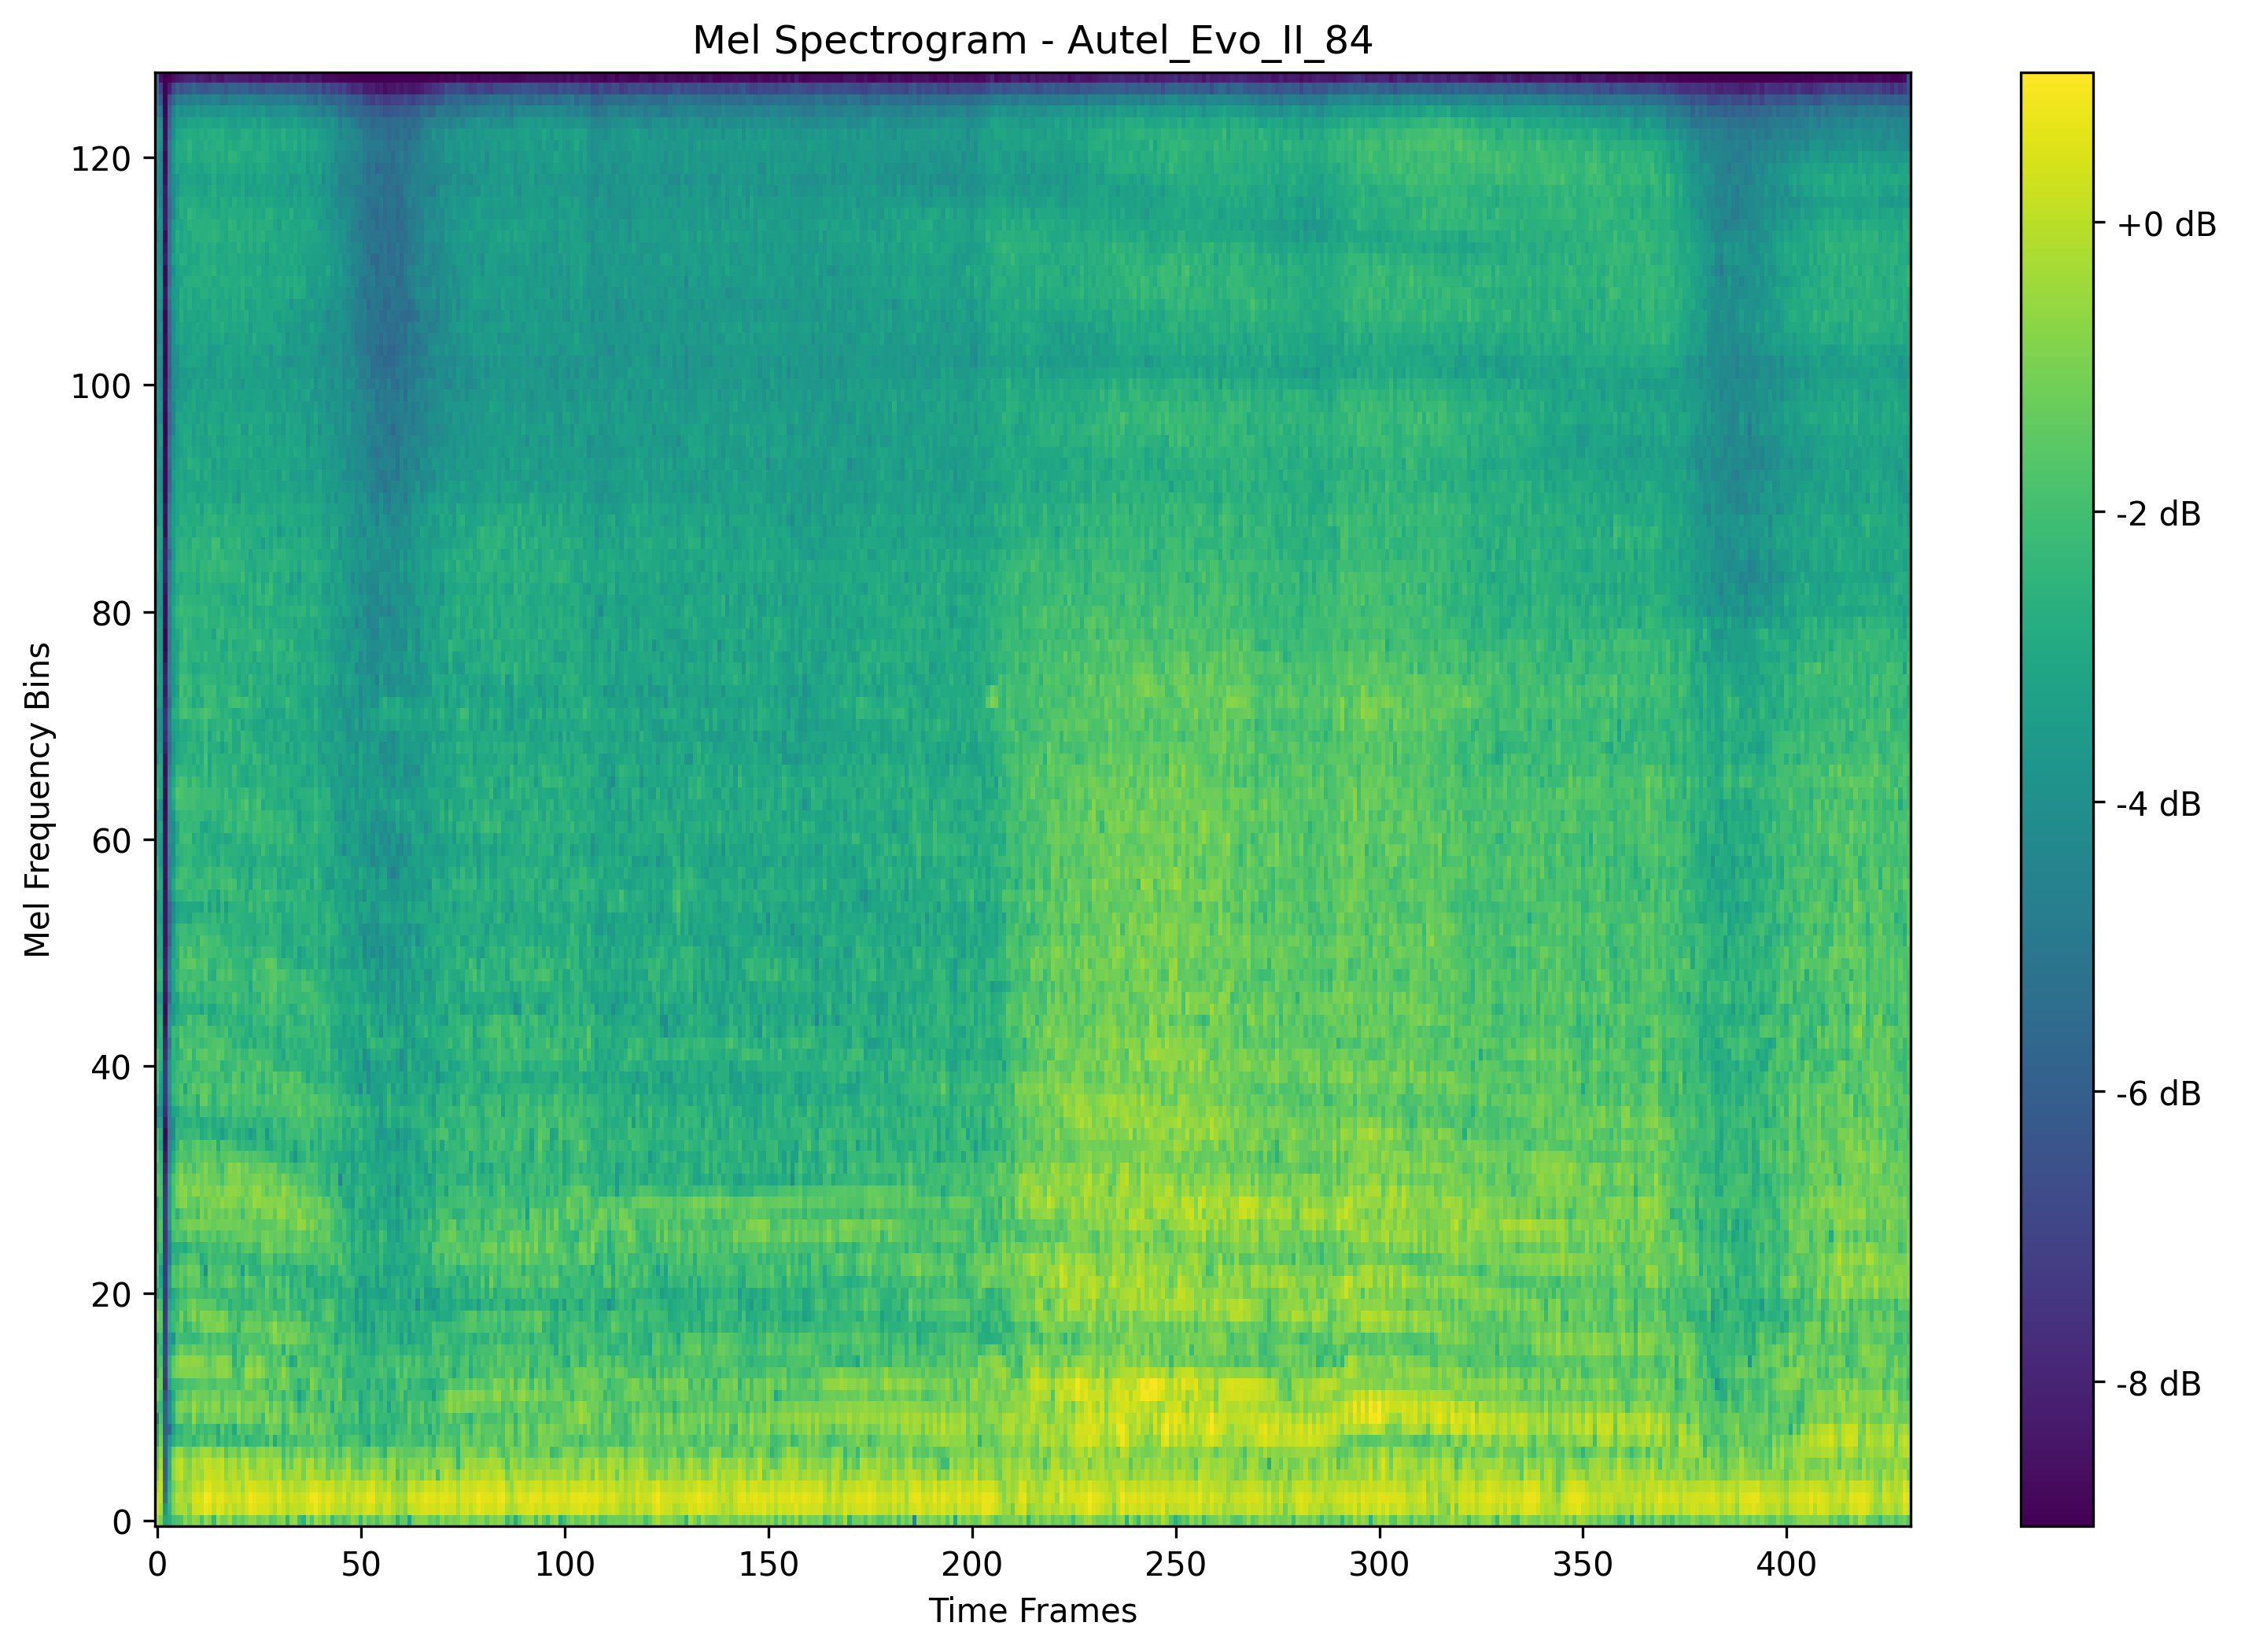 Mel Spectrogram - Autel_Evo_II_84
Mel Frequency Bins
120
100
80
60
40
20
0
0 50 100 150 200 250 300 350 400
Time Frames
+0 dB
-2 dB
-4 dB
-6 dB
-8 dB